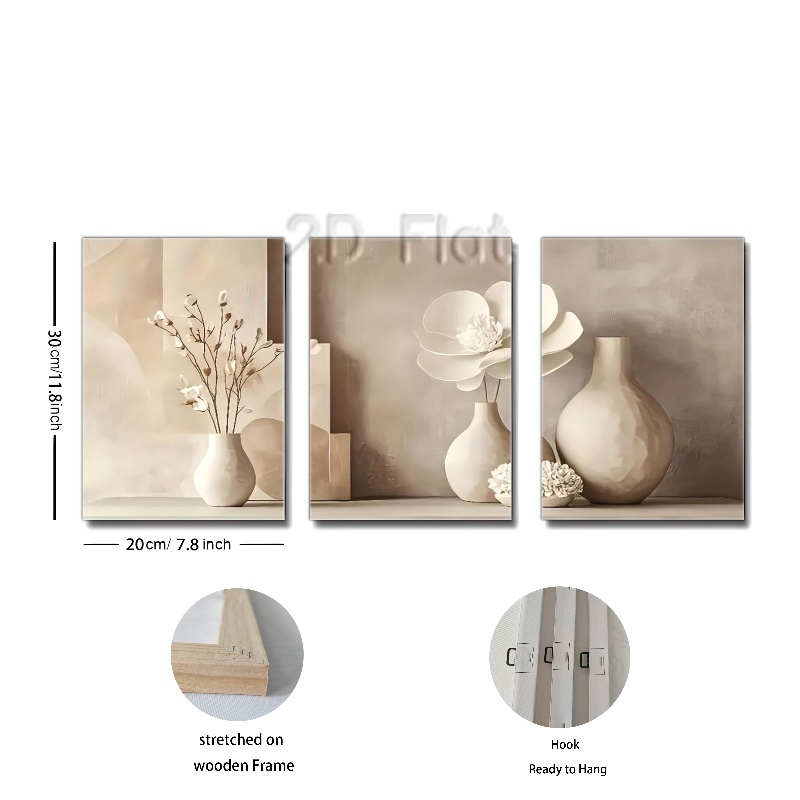 2D Flat
30cm/11.8inch
20cm/ 7.8 inch
stretched on
wooden Frame
Hook
Ready to Hang